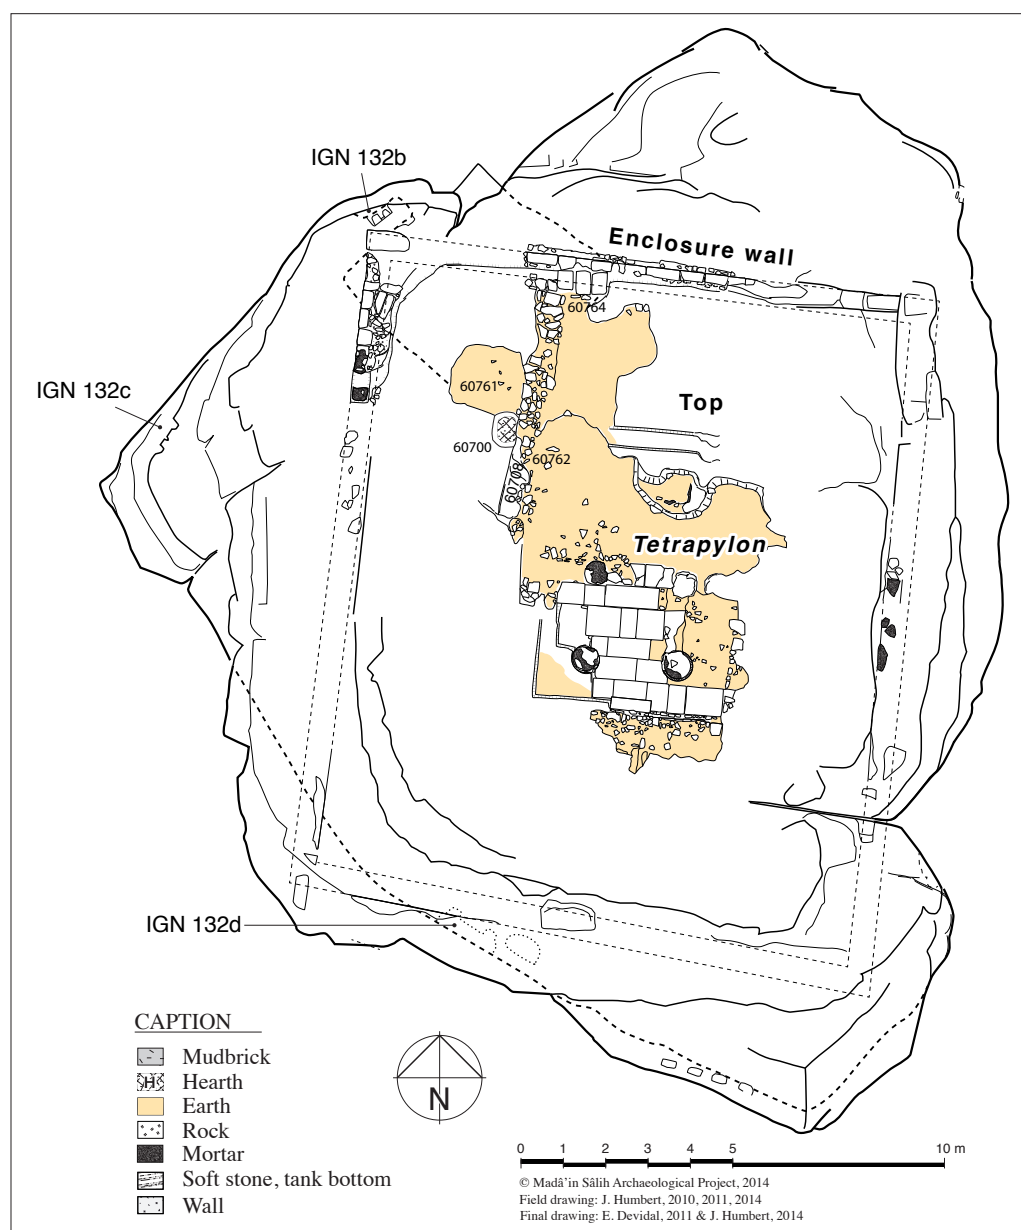 IGN 132b
Enclosure wall
60764
60761
IGN 132c
Top
60700
60762
60708
Tetrapylon
IGN 132d
CAPTION
Mudbrick
H
Hearth
Earth
Rock
Mortar
Soft stone, tank bottom
Wall
N
0 1 2 3 4 5 10 m
© Madâ'in Sâlih Archaeological Project, 2014
Field drawing: J. Humbert, 2010, 2011, 2014
Final drawing: E. Devidal, 2011 & J. Humbert, 2014